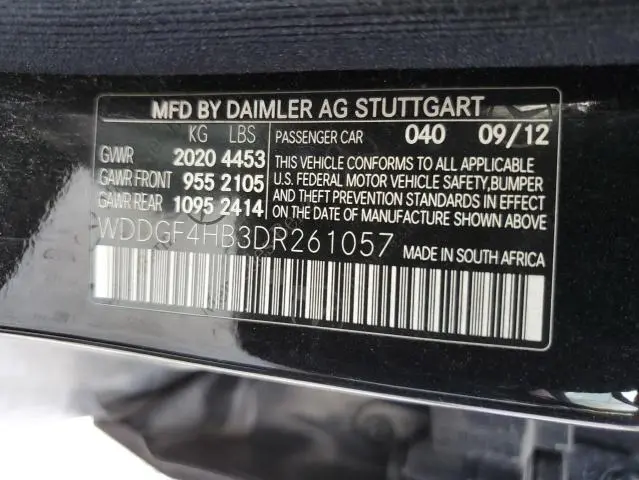 MFD BY DAIMLER AG STUTTGART
KG LBS
GVWR 2020 4453
GAWR FRONT 955 2105
GAWR REAR 1095 2414
PASSENGER CAR 040 09/12
THIS VEHICLE CONFORMS TO ALL APPLICABLE
U.S. FEDERAL MOTOR VEHICLE SAFETY,BUMPER
AND THEFT PREVENTION STANDARDS IN EFFECT
ON THE DATE OF MANUFACTURE SHOWN ABOVE
WDDGF4HB3DR261057 MADE IN SOUTH AFRICA